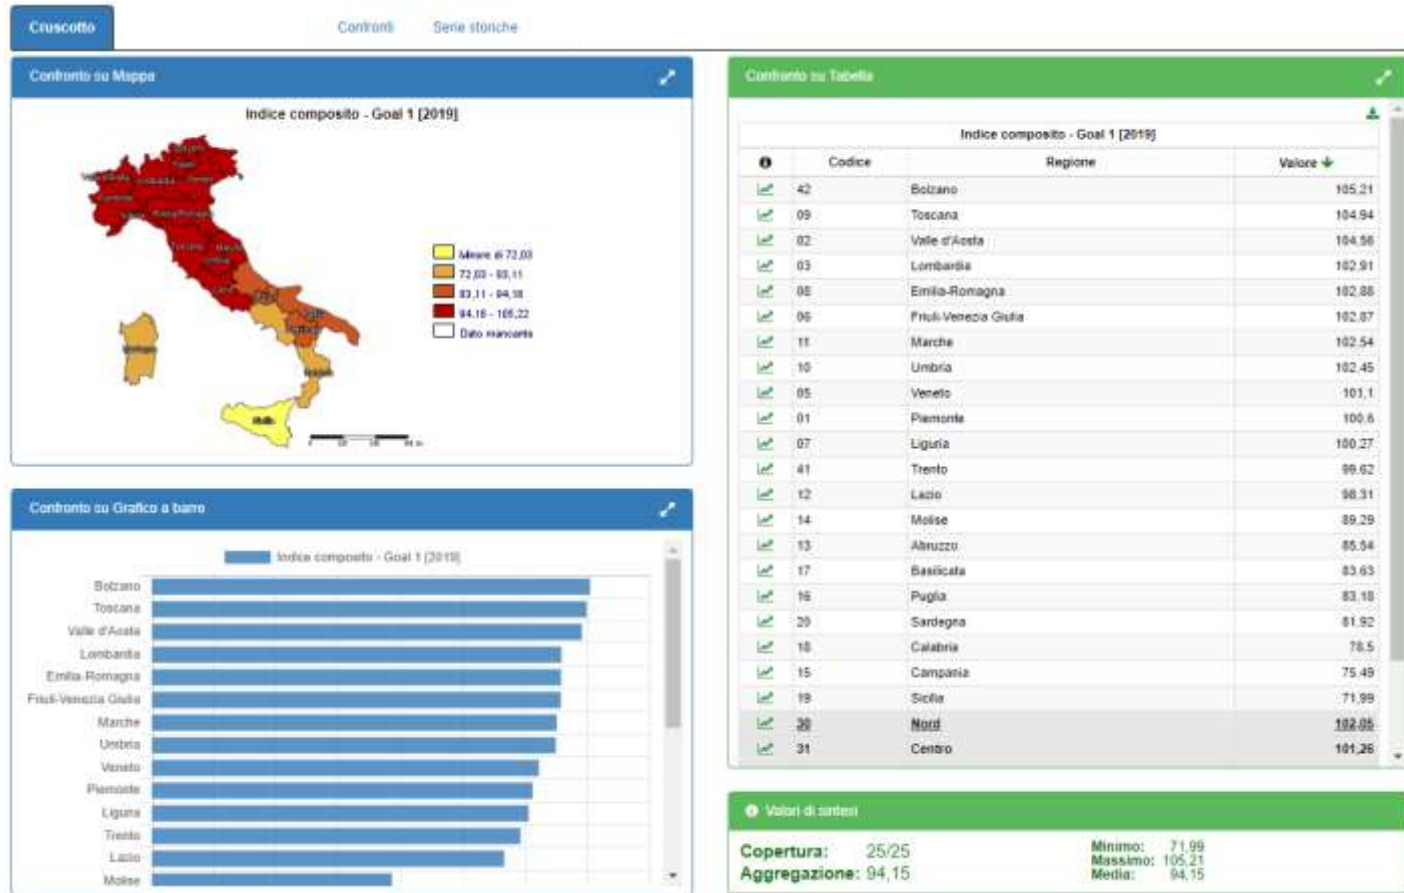 Cruscotto
Confronti
Serie storiche
Confronto su Mappa
Indice composito - Goal 1 [2019]
Minore di 72,03
72,03 - 83,11
83,11 - 94,16
94,16 - 105,22
Dato mancante
Confronto su Grafico a barre
Indice composito - Goal 1 [2019]
Bolzano
Toscana
Valle d'Aosta
Lombardia
Emilia-Romagna
Friuli-Venezia Giulia
Marche
Umbria
Veneto
Piemonte
Liguria
Trento
Lazio
Molise
Confronto su Tabella
Indice composito - Goal 1 [2019]
Codice Regione Valore
42 Bolzano 105,21
09 Toscana 104,94
02 Valle d'Aosta 104,56
03 Lombardia 102,91
08 Emilia-Romagna 102,88
06 Friuli-Venezia Giulia 102,87
11 Marche 102,54
10 Umbria 102,45
05 Veneto 101,1
01 Piemonte 100,6
07 Liguria 100,27
41 Trento 99,62
12 Lazio 98,31
14 Molise 89,29
13 Abruzzo 85,54
17 Basilicata 83,63
16 Puglia 83,18
20 Sardegna 81,92
18 Calabria 78,5
15 Campania 75,49
19 Sicilia 71,99
30 Nord 102,05
31 Centro 101,26
Valori di sintesi
Copertura: 25/25
Aggregazione: 94,15
Minimo: 71,99
Massimo: 105,21
Media: 94,15